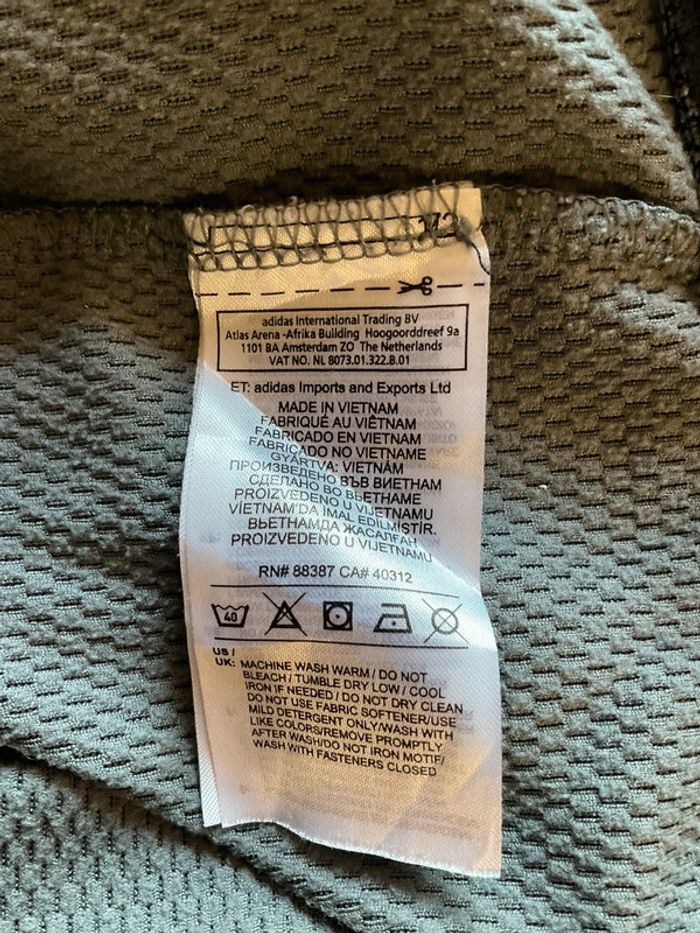 adidas International Trading BV
Atlas Arena -Afrika Building Hoogoorddreef 9a
1101 BA Amsterdam ZO The Netherlands
VAT NO. NL 8073.01.322.B.01
ET: adidas Imports and Exports Ltd
MADE IN VIETNAM
FABRIQUÉ AU VIÊTNAM
FABRICADO EN VIETNAM
FABRICADO NO VIETNAME
GYÁRTVA: VIETNÁM
ПРОИЗВЕДЕНО ВЪВ ВИЕТНАМ
СДЕЛАНО ВО ВЬЕТНАМЕ
PROIZVEDENO U VIJETNAMU
VİETNAM'DA İMAL EDİLMİŞTİR.
ВЬЕТНАМДА ЖАСАЛҒАН
PROIZVEDENO U VIJETNAMU
RN# 88387 CA# 40312
40
US /
UK: MACHINE WASH WARM / DO NOT
BLEACH / TUMBLE DRY LOW / COOL
IRON IF NEEDED / DO NOT DRY CLEAN
DO NOT USE FABRIC SOFTENER/USE
MILD DETERGENT ONLY/WASH WITH
LIKE COLORS/REMOVE PROMPTLY
AFTER WASH/DO NOT IRON MOTIF/
WASH WITH FASTENERS CLOSED